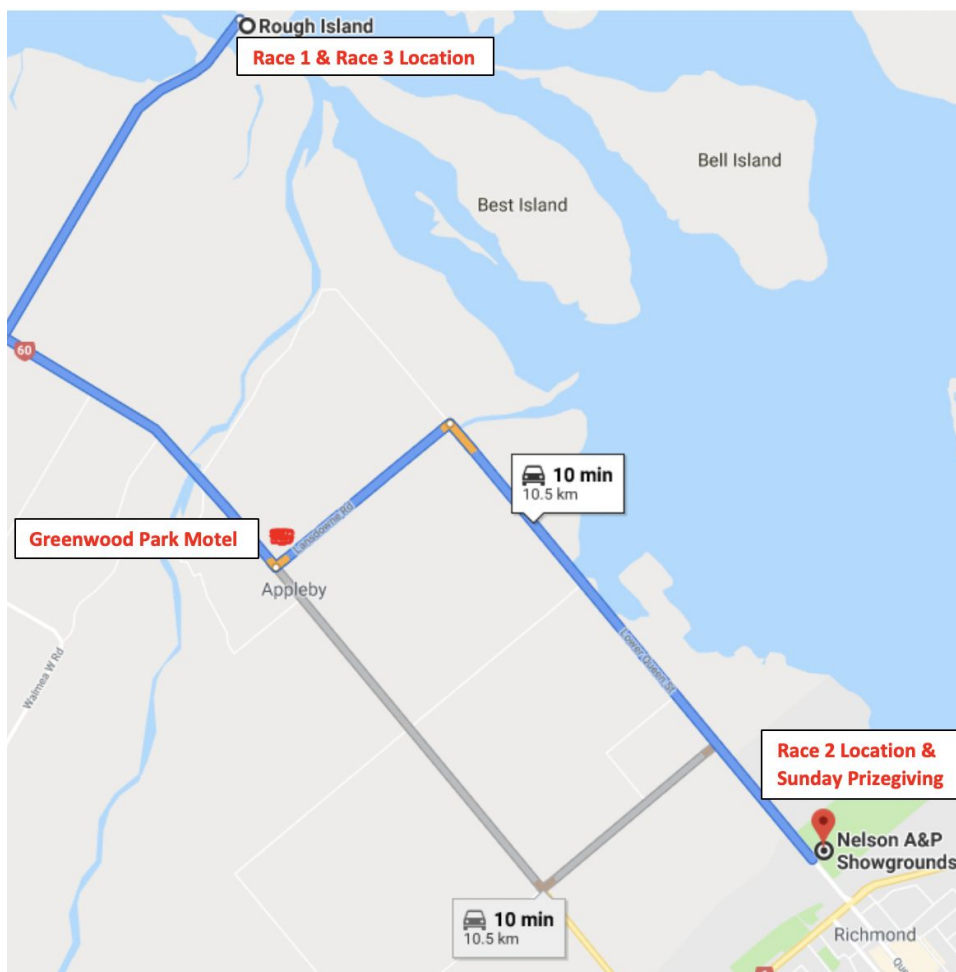 Rough Island
Race 1 & Race 3 Location
Bell Island
Best Island
60
10 min
10.5 km
Lansdowne Rd
Greenwood Park Motel
Appleby
Waimea W Rd
Lower Queen St
Race 2 Location &
Sunday Prizegiving
Nelson A&P
Showgrounds
10 min
10.5 km
Richmond